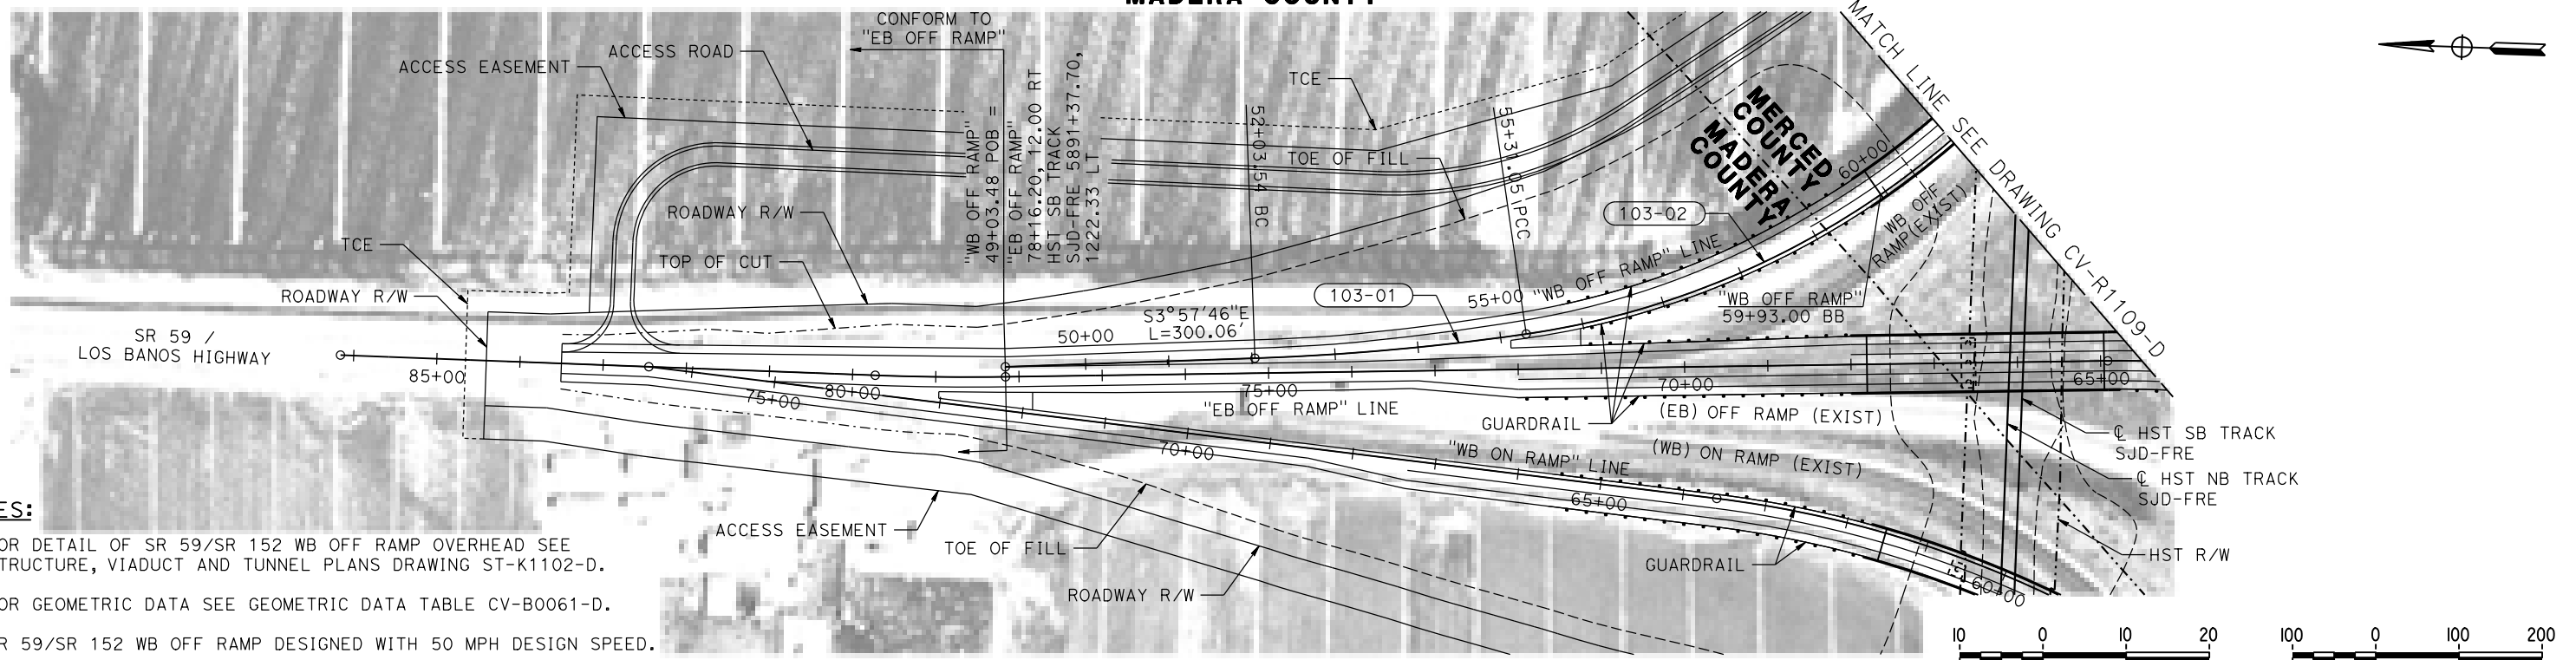 MADERA COUNTY
CONFORM TO
"EB OFF RAMP"
ACCESS ROAD
ACCESS EASEMENT
TCE
"WB OFF RAMP"
49+03.48 POB =
"EB OFF RAMP"
78+16.20, 12.00 RT
HST SB TRACK
SJD-FRE 5891+37.70,
1222.33 LT
52+03.54 BC
55+31.05 PCC
TOE OF FILL
MERCED
COUNTY
MADERA
COUNTY
60+00
MATCH LINE SEE DRAWING CV-R1109-D
103-02
WB OFF
RAMP(EXIST)
ROADWAY R/W
TCE
TOP OF CUT
ROADWAY R/W
103-01
55+00 "WB OFF RAMP" LINE
"WB OFF RAMP"
59+93.00 BB
SR 59 /
LOS BANOS HIGHWAY
50+00
S3°57'46"E
L=300.06'
85+00
80+00
75+00
75+00
70+00
65+00
"EB OFF RAMP" LINE
GUARDRAIL
(EB) OFF RAMP (EXIST)
70+00
"WB ON RAMP" LINE
(WB) ON RAMP (EXIST)
℄ HST SB TRACK
SJD-FRE
℄ HST NB TRACK
SJD-FRE
65+00
ACCESS EASEMENT
TOE OF FILL
GUARDRAIL
HST R/W
ROADWAY R/W
60+00
ES:
OR DETAIL OF SR 59/SR 152 WB OFF RAMP OVERHEAD SEE
TRUCTURE, VIADUCT AND TUNNEL PLANS DRAWING ST-K1102-D.
OR GEOMETRIC DATA SEE GEOMETRIC DATA TABLE CV-B0061-D.
R 59/SR 152 WB OFF RAMP DESIGNED WITH 50 MPH DESIGN SPEED.
10 0 10 20
100 0 100 200